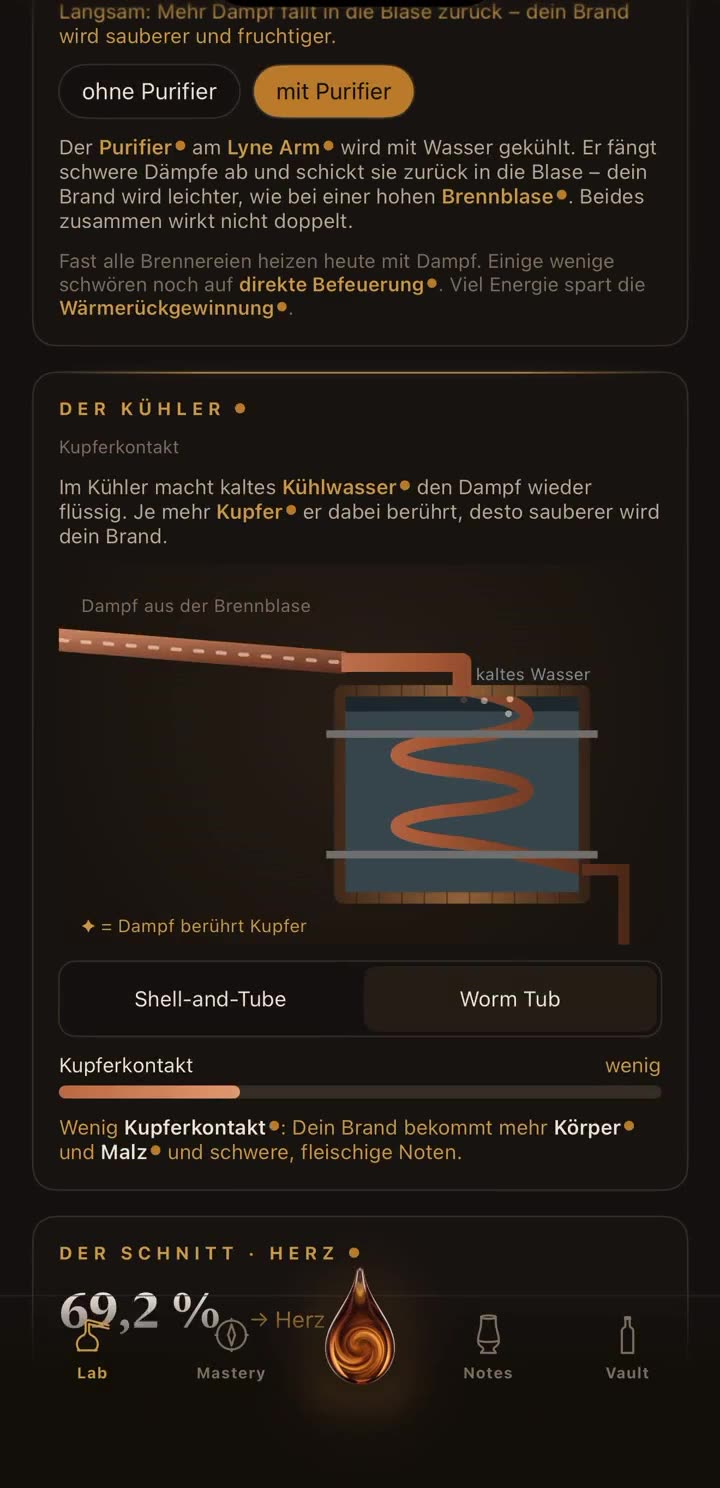 Langsam: Mehr Dampf fällt in die Blase zurück – dein Brand
wird sauberer und fruchtiger.
ohne Purifier
mit Purifier
Der Purifier am Lyne Arm wird mit Wasser gekühlt. Er fängt
schwere Dämpfe ab und schickt sie zurück in die Blase – dein
Brand wird leichter, wie bei einer hohen Brennblase. Beides
zusammen wirkt nicht doppelt.
Fast alle Brennereien heizen heute mit Dampf. Einige wenige
schwören noch auf direkte Befeuerung. Viel Energie spart die
Wärmerückgewinnung.
DER KÜHLER
Kupferkontakt
Im Kühler macht kaltes Kühlwasser den Dampf wieder
flüssig. Je mehr Kupfer er dabei berührt, desto sauberer wird
dein Brand.
Dampf aus der Brennblase
kaltes Wasser
✦ = Dampf berührt Kupfer
Shell-and-Tube
Worm Tub
Kupferkontakt
wenig
Wenig Kupferkontakt: Dein Brand bekommt mehr Körper
und Malz und schwere, fleischige Noten.
DER SCHNITT · HERZ
69,2 % → Herz
Lab
Mastery
Notes
Vault